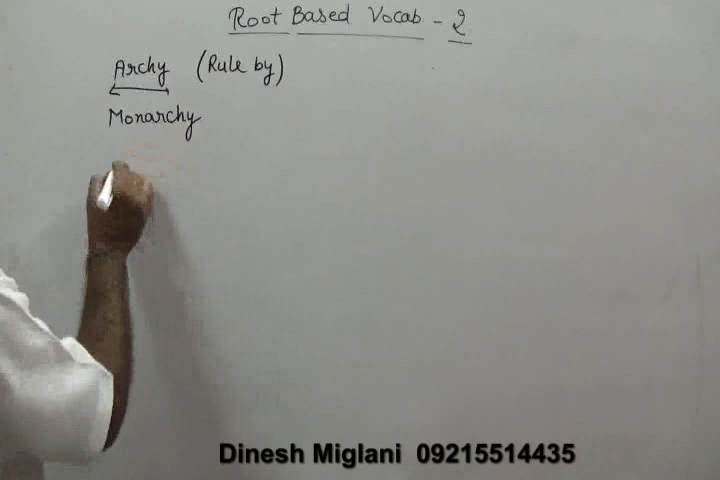 Root Based Vocab - 2
Archy (Rule by)
Monarchy
Dinesh Miglani 09215514435